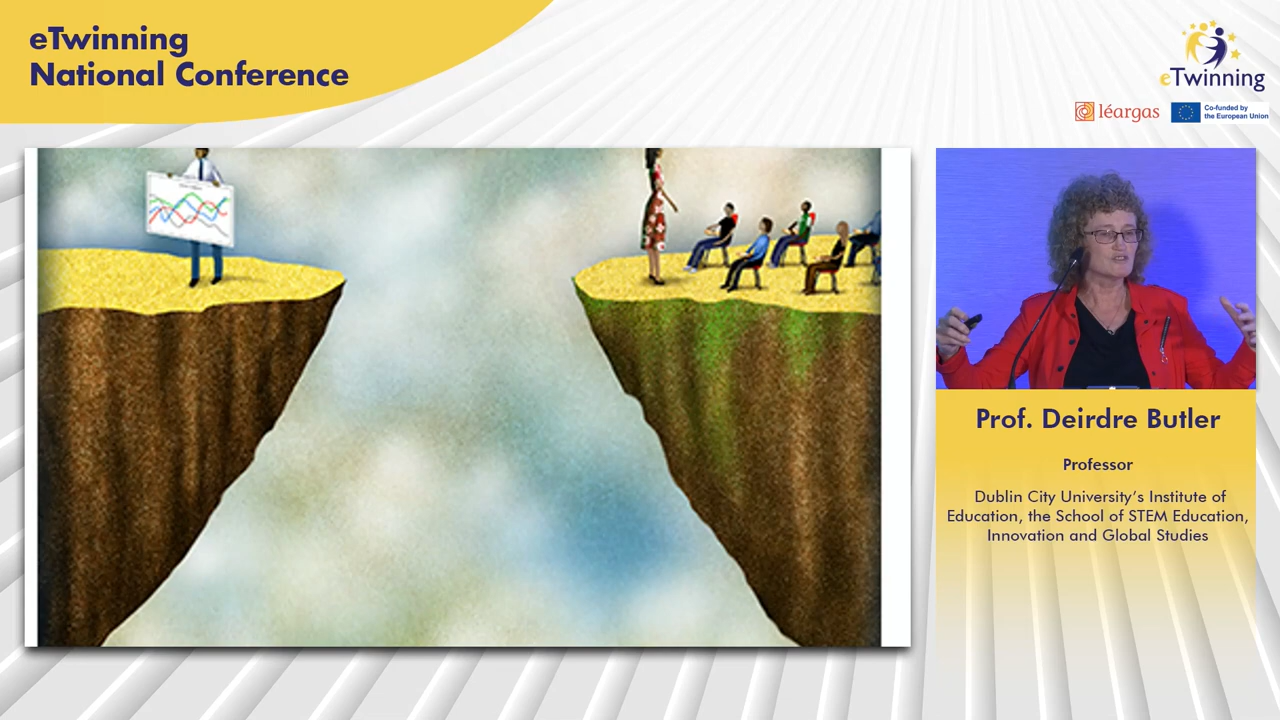 eTwinning
National Conference
eTwinning
léargas
Co-funded by
the European Union
Prof. Deirdre Butler
Professor
Dublin City University's Institute of
Education, the School of STEM Education,
Innovation and Global Studies